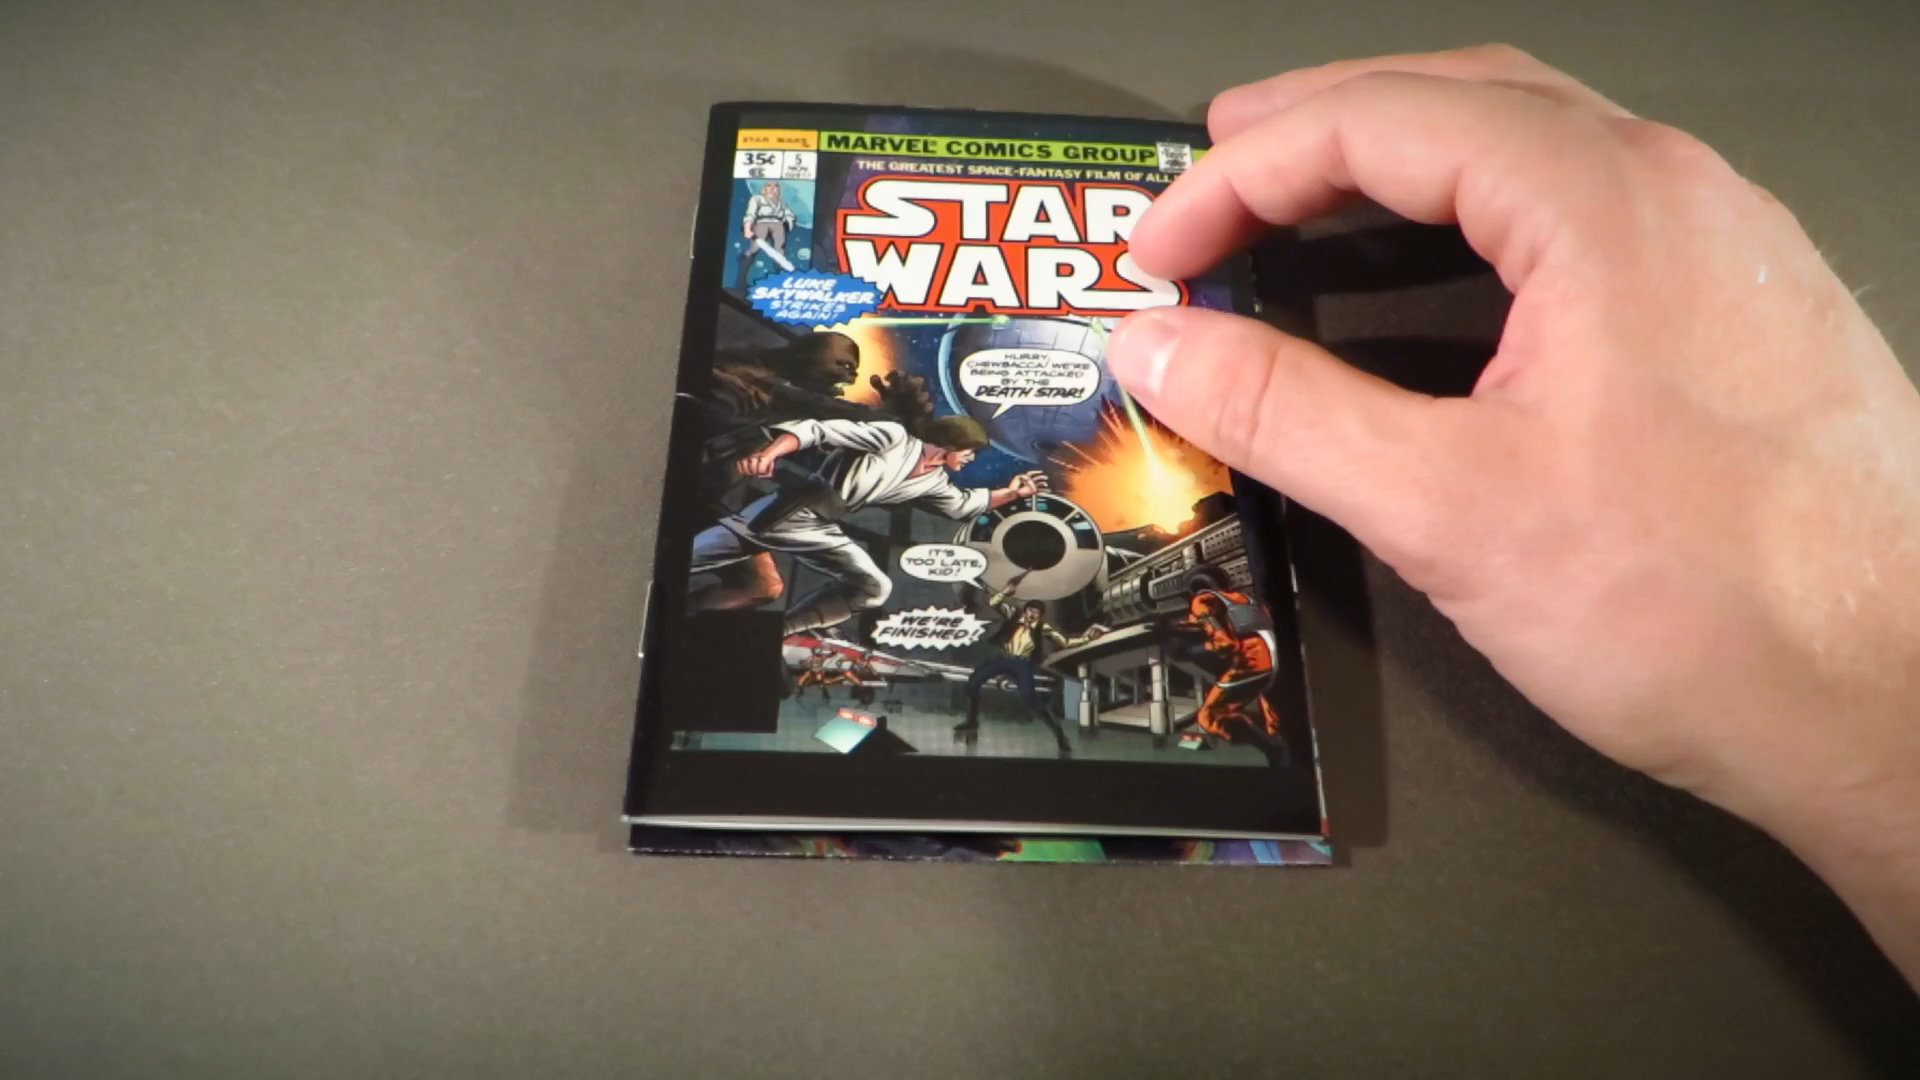 STAR WARS
MARVEL COMICS GROUP
35¢
5
NOV
THE GREATEST SPACE-FANTASY FILM OF ALL
STAR
WARS
LUKE
SKYWALKER
STRIKES
AGAIN!
HURRY,
CHEWBACCA! WE'RE
BEING ATTACKED
BY THE
DEATH STAR!
IT'S
TOO LATE,
KID!
WE'RE
FINISHED!